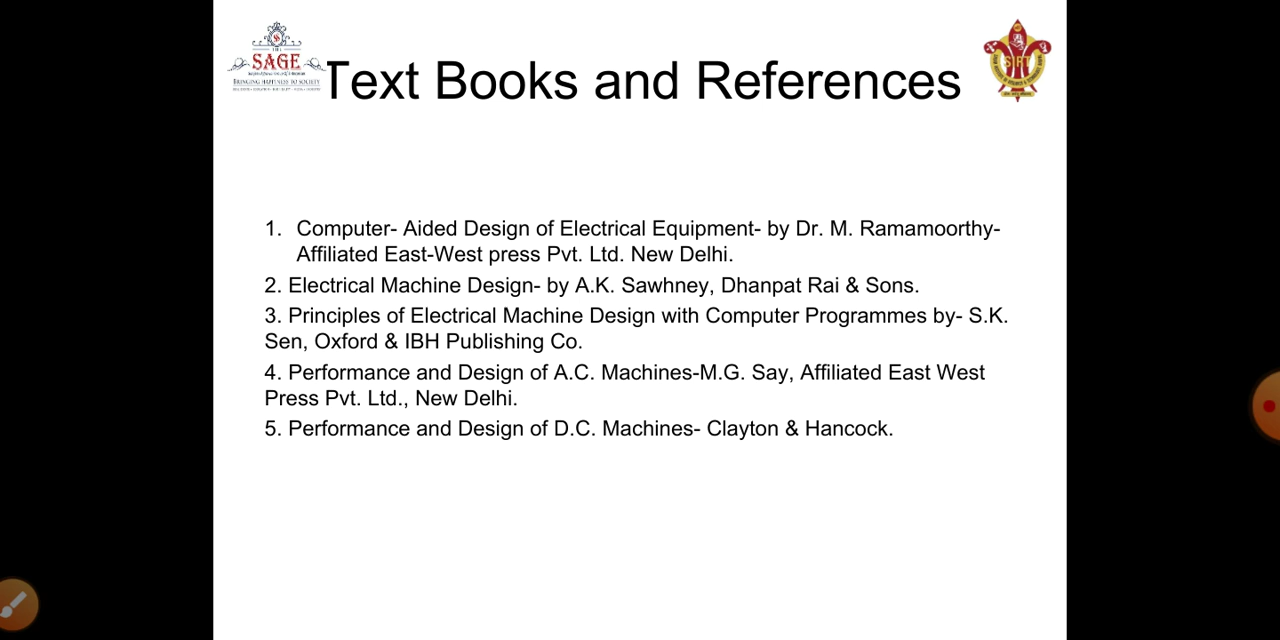 THE
SAGE
BRINGING HAPPINESS TO SOCIETY
Text Books and References
SIRT
1. Computer- Aided Design of Electrical Equipment- by Dr. M. Ramamoorthy-
Affiliated East-West press Pvt. Ltd. New Delhi.
2. Electrical Machine Design- by A.K. Sawhney, Dhanpat Rai & Sons.
3. Principles of Electrical Machine Design with Computer Programmes by- S.K.
Sen, Oxford & IBH Publishing Co.
4. Performance and Design of A.C. Machines-M.G. Say, Affiliated East West
Press Pvt. Ltd., New Delhi.
5. Performance and Design of D.C. Machines- Clayton & Hancock.